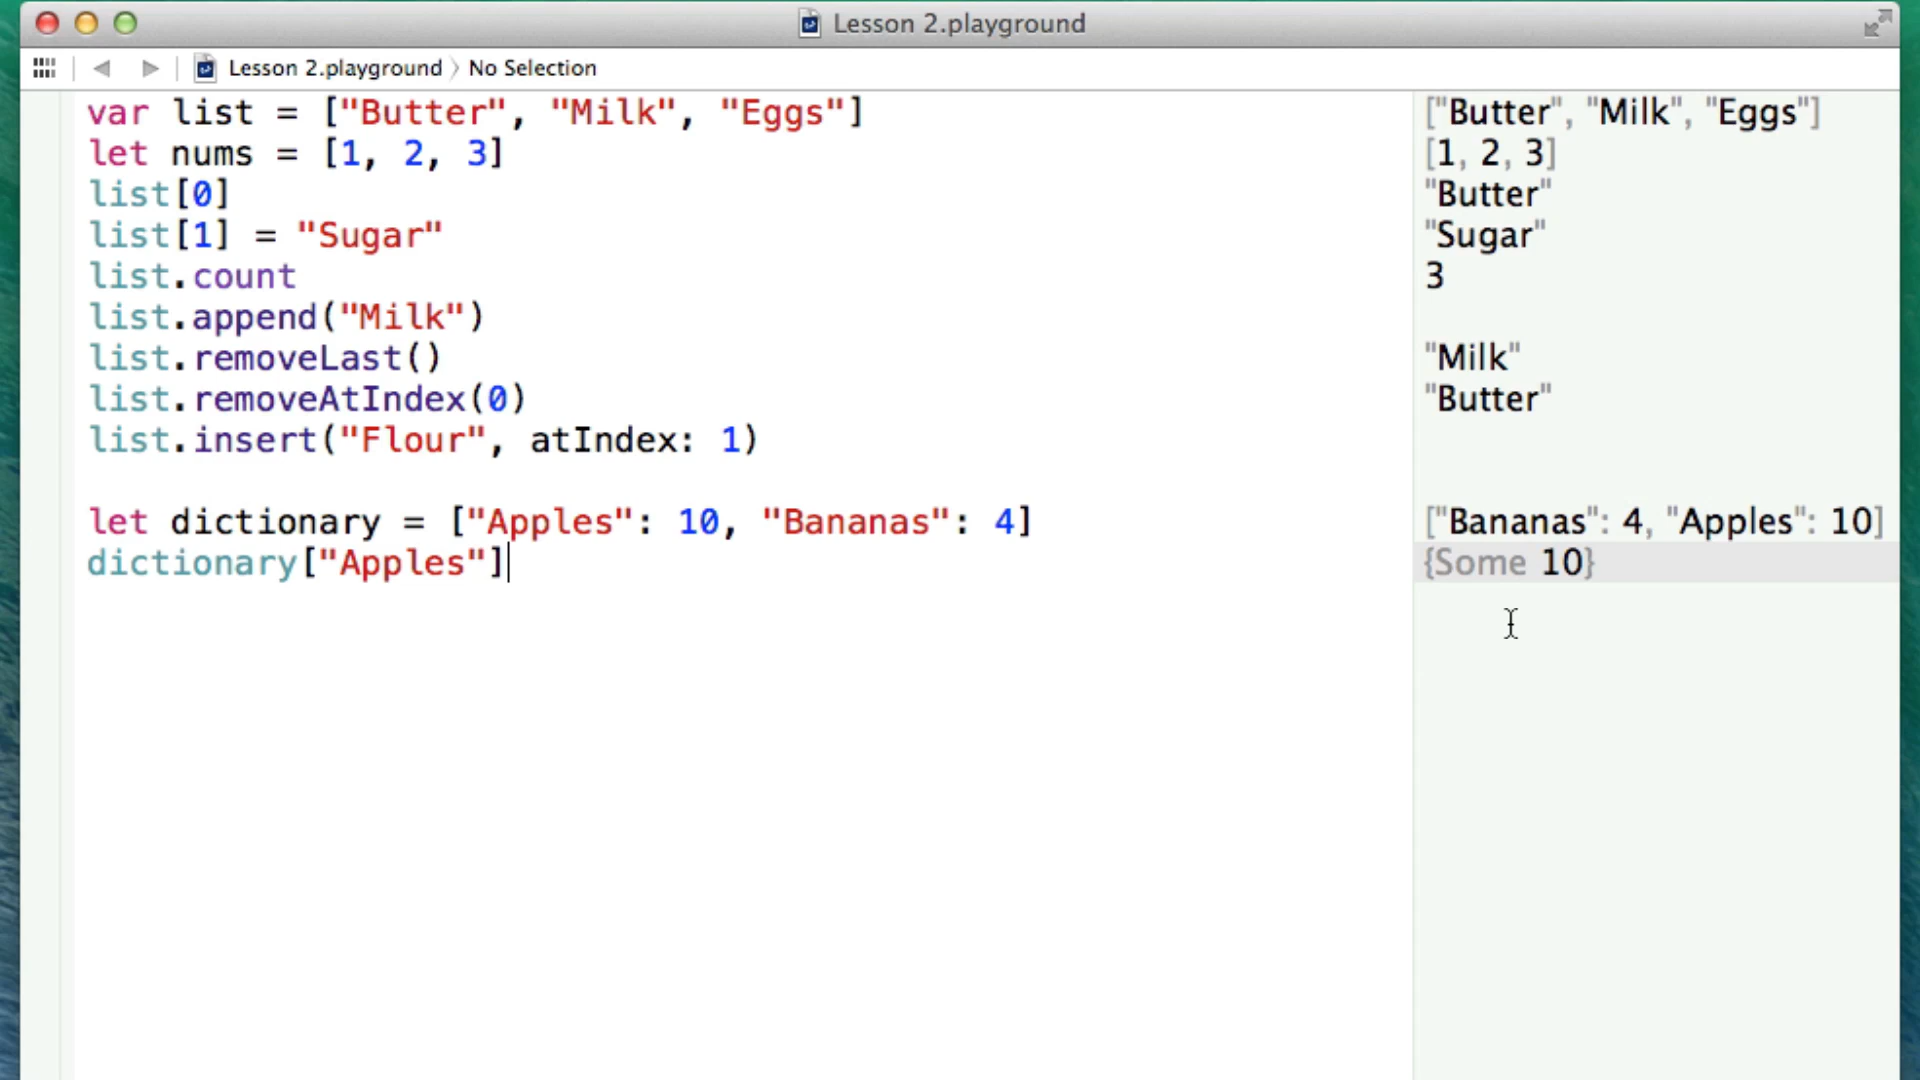 Lesson 2.playground
Lesson 2.playground 〉 No Selection
var list = ["Butter", "Milk", "Eggs"]
let nums = [1, 2, 3]
list[0]
list[1] = "Sugar"
list.count
list.append("Milk")
list.removeLast()
list.removeAtIndex(0)
list.insert("Flour", atIndex: 1)
let dictionary = ["Apples": 10, "Bananas": 4]
dictionary["Apples"]
["Butter", "Milk", "Eggs"]
[1, 2, 3]
"Butter"
"Sugar"
3
"Milk"
"Butter"
["Bananas": 4, "Apples": 10]
{Some 10}